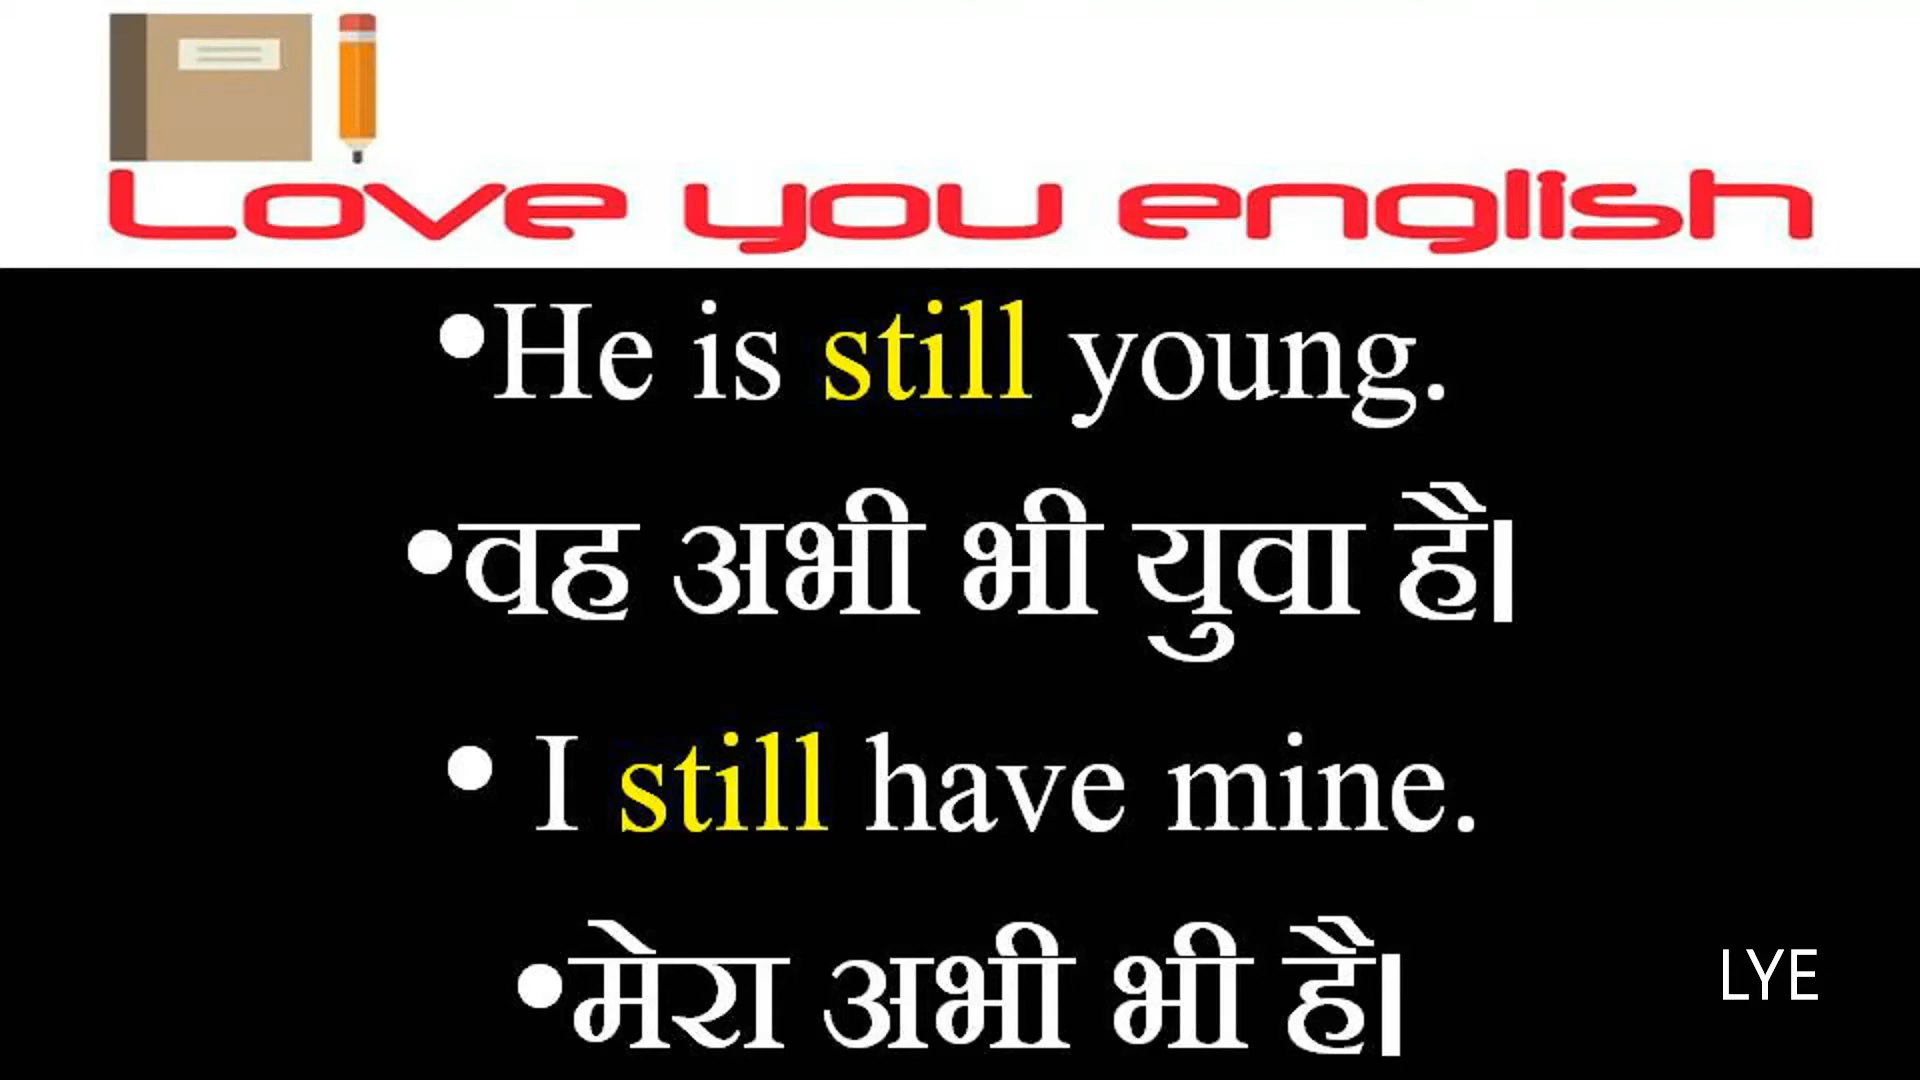 Love you english
•He is still young.
•वह अभी भी युवा है।
• I still have mine.
•मेरा अभी भी है।
LYE